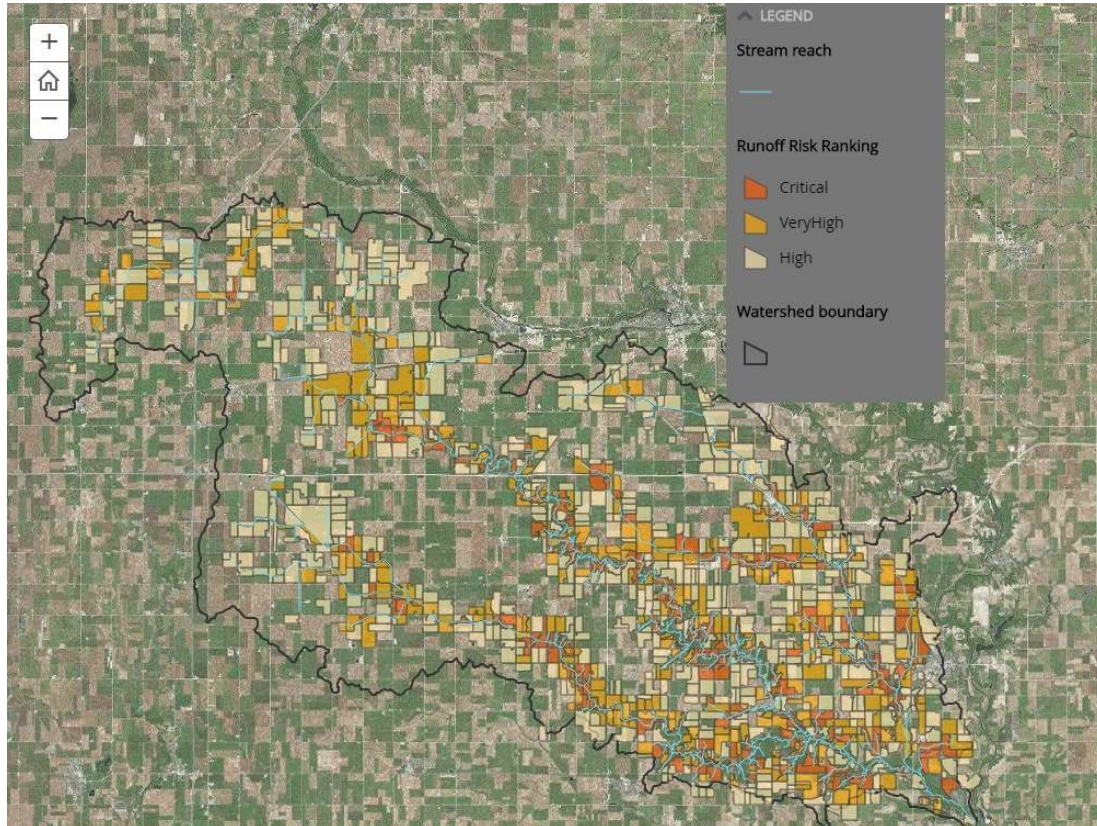 LEGEND
Stream reach
Runoff Risk Ranking
Critical
VeryHigh
High
Watershed boundary